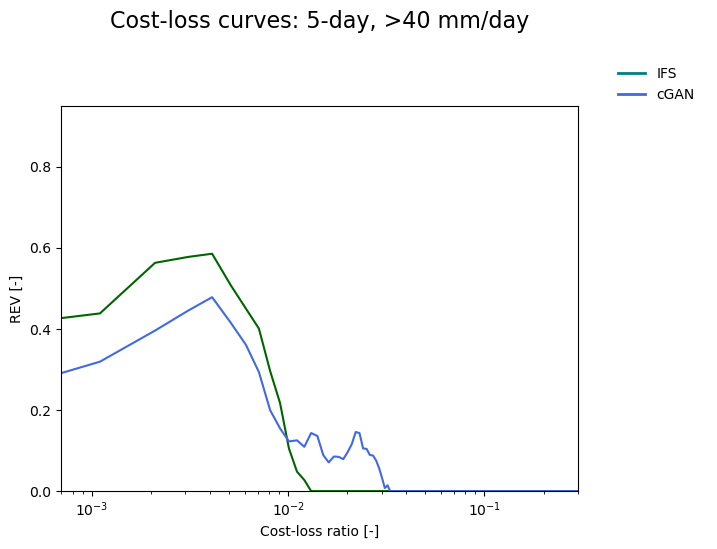 Cost-loss curves: 5-day, >40 mm/day
IFS
cGAN
0.8
0.6
0.4
0.2
0.0
REV [-]
10⁻³
10⁻²
10⁻¹
Cost-loss ratio [-]